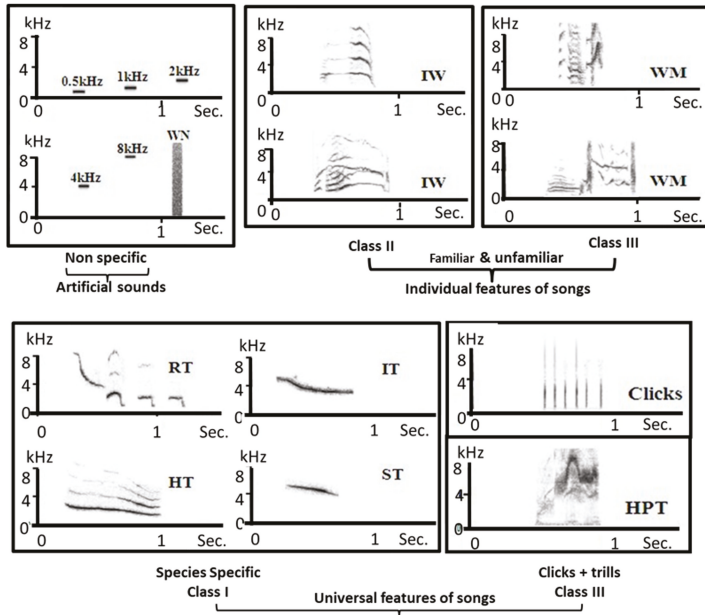 kHz
8
4
0
0.5kHz
1kHz
2kHz
0
1
Sec.
kHz
8
4
0
4kHz
8kHz
WN
0
1
Sec.
Non specific
Artificial sounds
kHz
8
4
0
IW
0
1
Sec.
kHz
8
4
0
IW
0
1
Sec.
kHz
8
4
0
WM
0 0
1
Sec.
kHz
8
4
0
WM
0
1
Sec.
Class II
Familiar & unfamiliar
Class III
Individual features of songs
kHz
8
4
0
RT
0
1
Sec.
kHz
8
4
0
IT
0
1
Sec.
kHz
8
4
0
HT
0
1
Sec.
kHz
8
4
0
ST
0
1
Sec.
kHz
8
4
0
Clicks
0
1
Sec.
kHz
8
4
0
HPT
0
1
Sec.
Species Specific
Class I
Clicks + trills
Class III
Universal features of songs